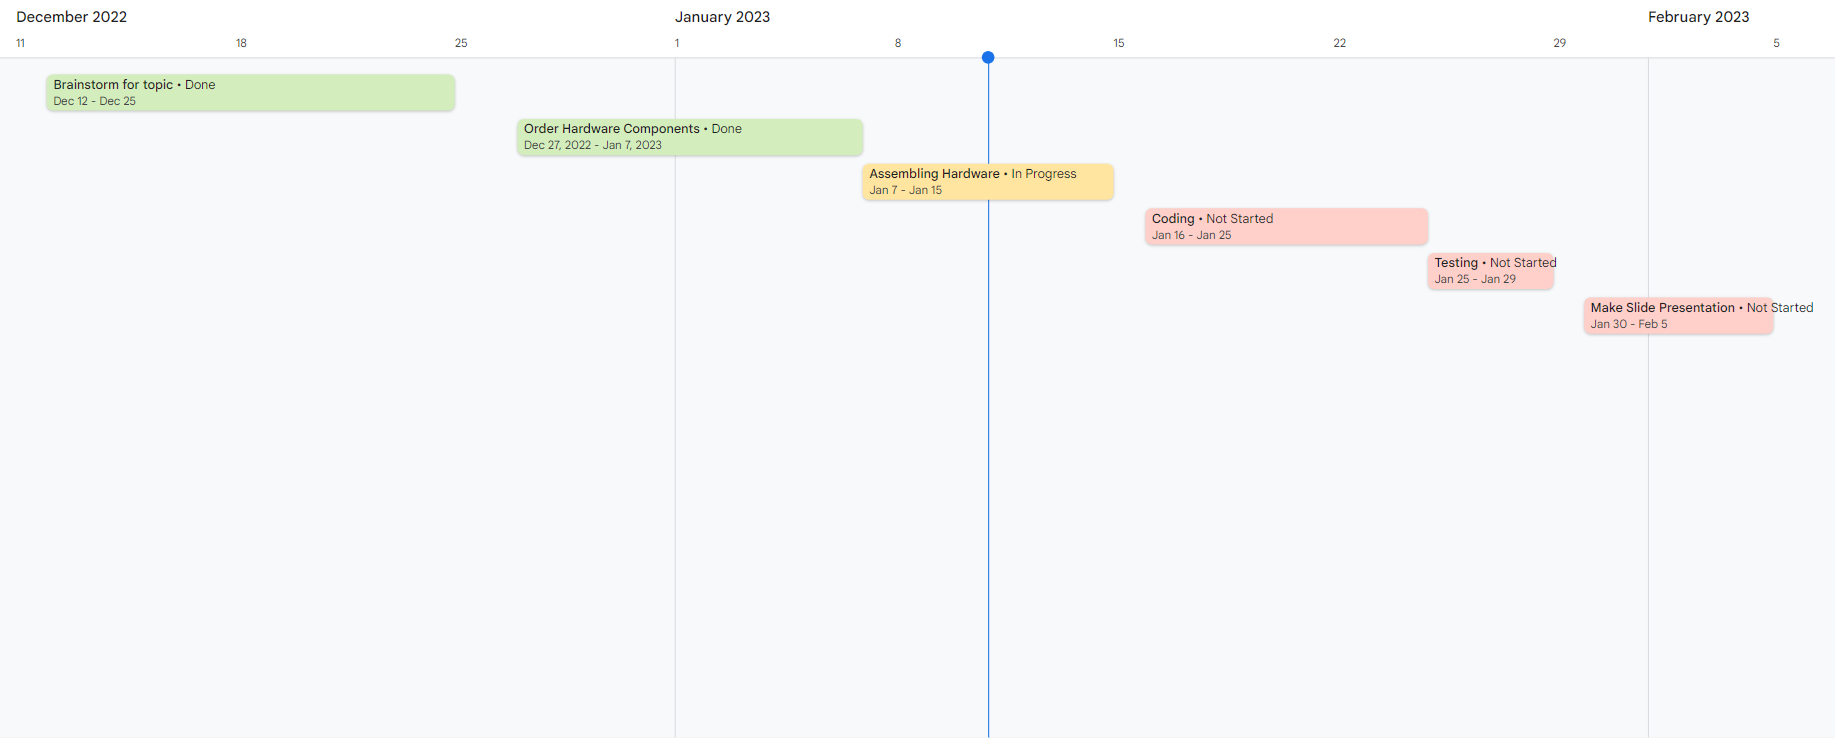 December 2022 January 2023 February 2023
11 18 25 1 8 15 22 29 5
Brainstorm for topic • Done
Dec 12 - Dec 25
Order Hardware Components • Done
Dec 27, 2022 - Jan 7, 2023
Assembling Hardware • In Progress
Jan 7 - Jan 15
Coding • Not Started
Jan 16 - Jan 25
Testing • Not Started
Jan 25 - Jan 29
Make Slide Presentation • Not Started
Jan 30 - Feb 5